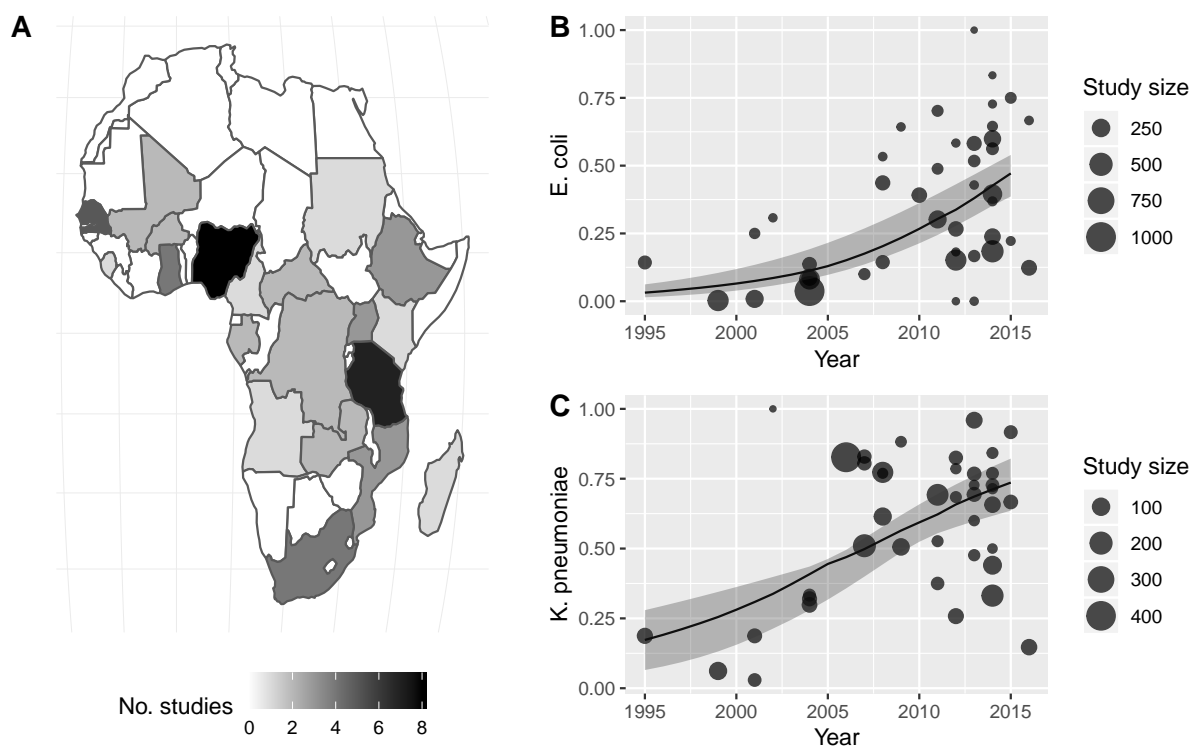 A
No. studies
0 2 4 6 8
B
E. coli
1.00
0.75
0.50
0.25
0.00
1995 2000 2005 2010 2015
Year
Study size
250
500
750
1000
C
K. pneumoniae
1.00
0.75
0.50
0.25
0.00
1995 2000 2005 2010 2015
Year
Study size
100
200
300
400